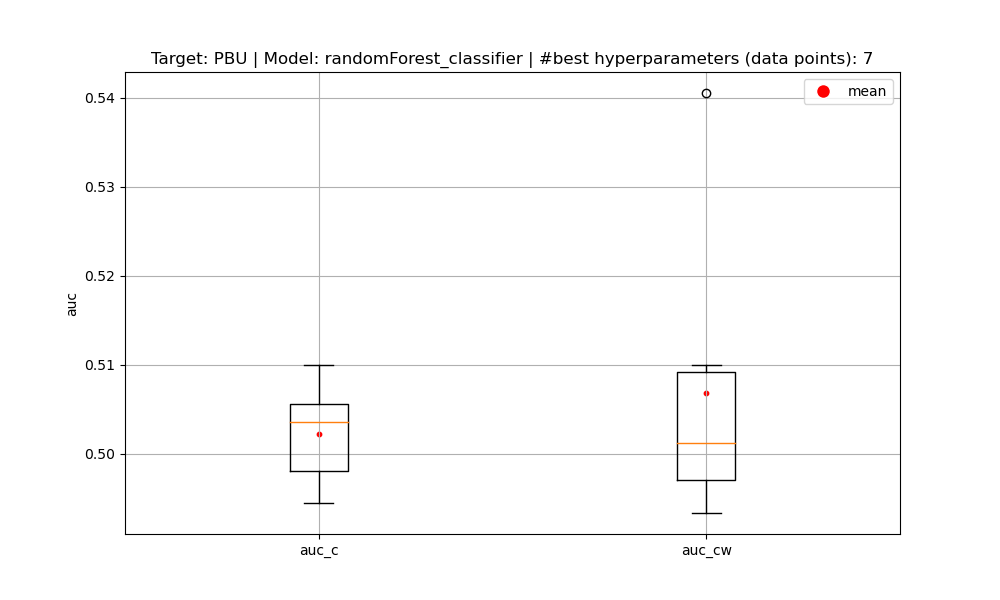 Target: PBU | Model: randomForest_classifier | #best hyperparameters (data points): 7
mean
0.54
0.53
0.52
0.51
0.50
auc
auc_c
auc_cw